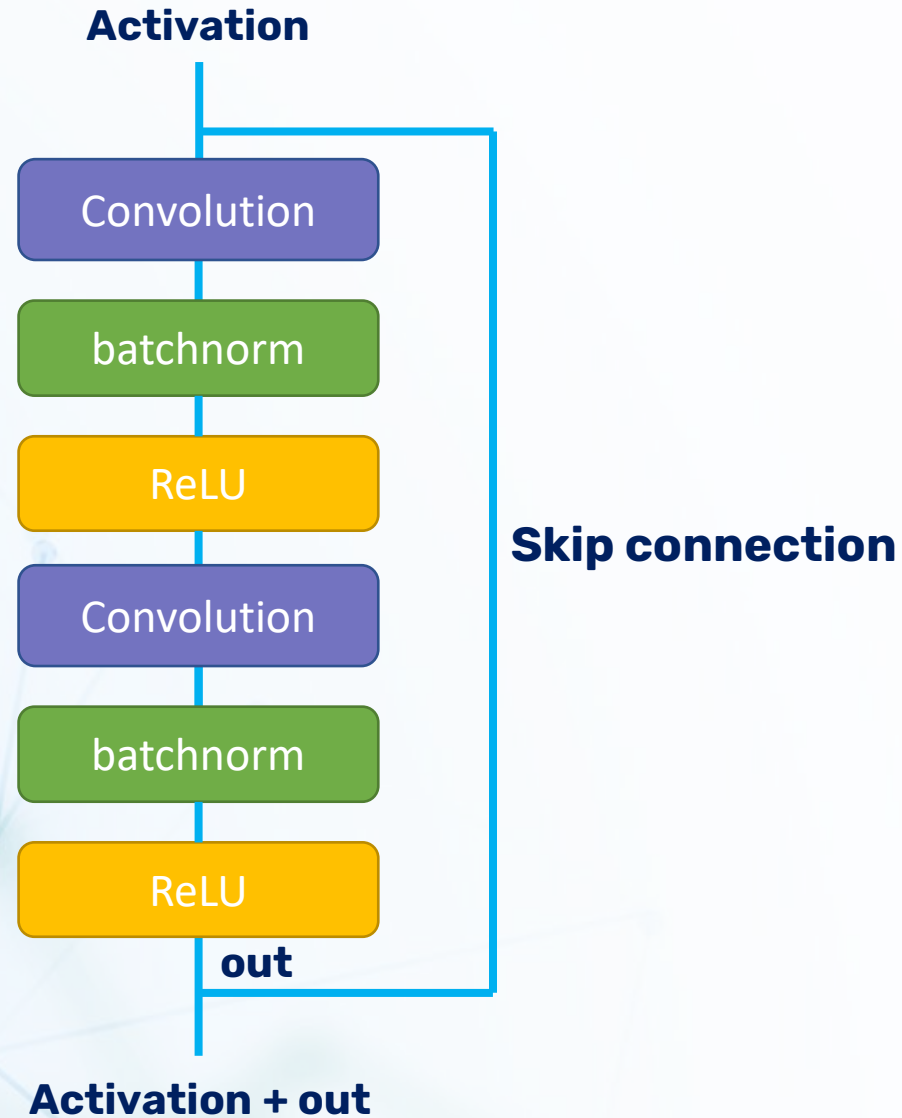 Activation
Convolution
batchnorm
ReLU
Skip connection
Convolution
batchnorm
ReLU
out
Activation + out